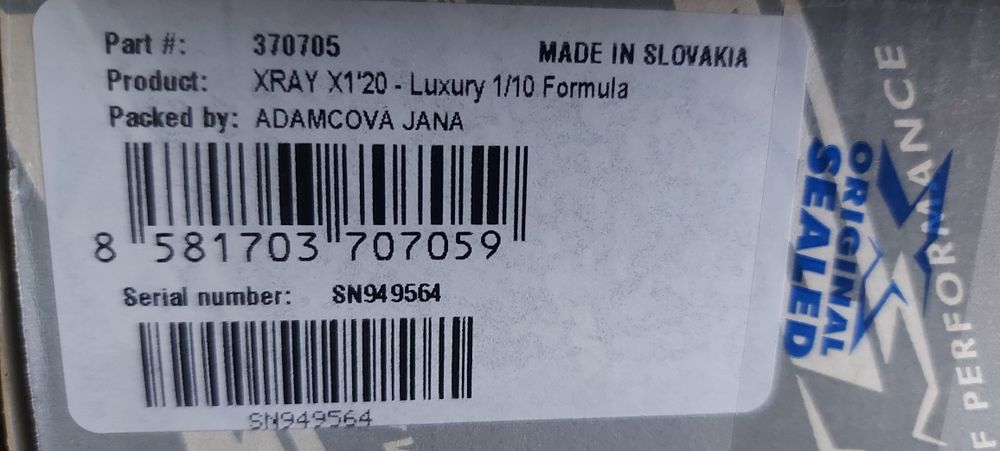 Part #: 370705
MADE IN SLOVAKIA
Product: XRAY X1'20 - Luxury 1/10 Formula
Packed by: ADAMCOVÁ JANA
8 581703 707059
Serial number: SN949564
SN949564
ORIGINAL
SEALED
F PERFORMANCE